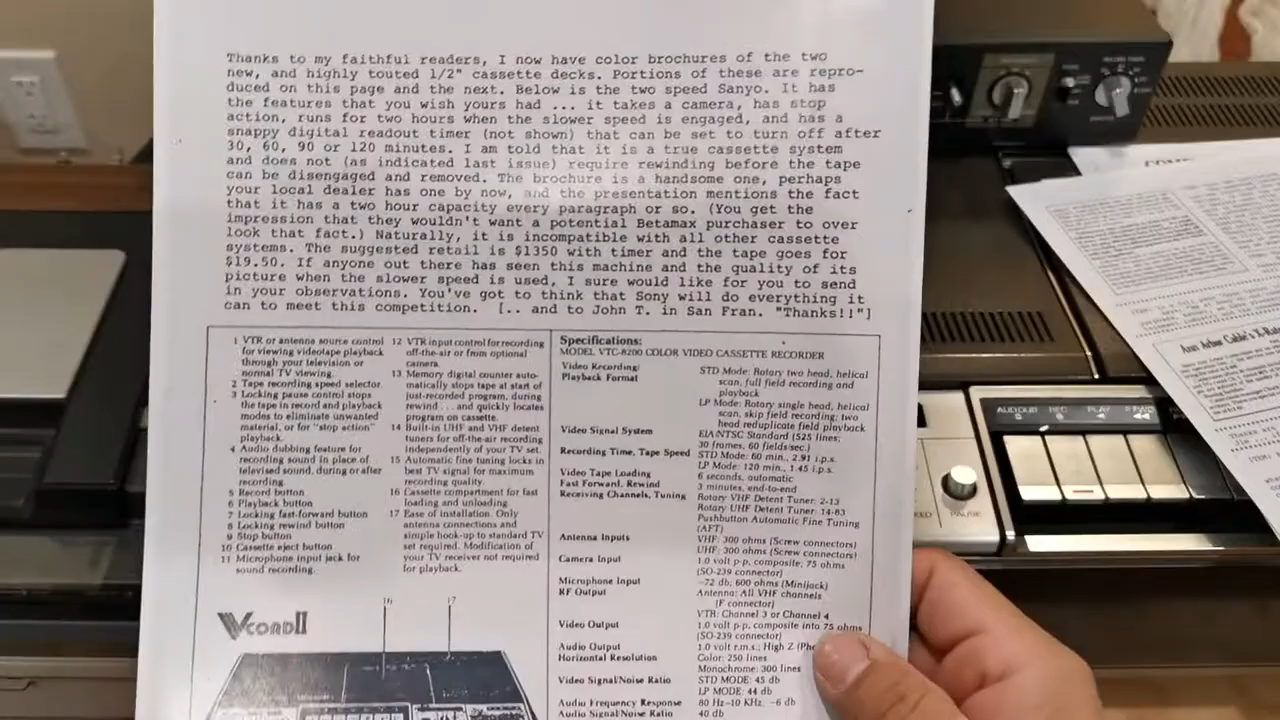 Thanks to my faithful readers, I now have color brochures of the two
new, and highly touted 1/2" cassette decks. Portions of these are repro-
duced on this page and the next. Below is the two speed Sanyo. It has
the features that you wish yours had ... it takes a camera, has stop
action, runs for two hours when the slower speed is engaged, and has a
snappy digital readout timer (not shown) that can be set to turn off after
30, 60, 90 or 120 minutes. I am told that it is a true cassette system
and does not (as indicated last issue) require rewinding before the tape
can be disengaged and removed. The brochure is a handsome one, perhaps
your local dealer has one by now, and the presentation mentions the fact
that it has a two hour capacity every paragraph or so. (You get the
impression that they wouldn't want a potential Betamax purchaser to over
look that fact.) Naturally, it is incompatible with all other cassette
systems. The suggested retail is $1350 with timer and the tape goes for
$19.50. If anyone out there has seen this machine and the quality of its
picture when the slower speed is used, I sure would like for you to send
in your observations. You've got to think that Sony will do everything it
can to meet this competition. [.. and to John T. in San Fran. "Thanks!!"]
1 VTR or antenna source control
for viewing videotape playback
through your television or
normal TV viewing.
2 Tape recording speed selector.
3 Locking pause control stops
the tape in record and playback
modes to eliminate unwanted
material, or for "stop action"
playback.
4 Audio dubbing feature for
recording sound in place of
televised sound, during or after
recording.
5 Record button
6 Playback button
7 Locking fast-forward button
8 Locking rewind button
9 Stop button
10 Cassette eject button
11 Microphone input jack for
sound recording.
12 VTR input control for recording
off-the-air or from optional
camera.
13 Memory digital counter auto-
matically stops tape at start of
just-recorded program, during
rewind . . . and quickly locates
program on cassette.
14 Built-in UHF and VHF detent
tuners for off-the-air recording
independently of your TV set.
15 Automatic fine tuning locks in
best TV signal for maximum
recording quality.
16 Cassette compartment for fast
loading and unloading.
17 Ease of installation. Only
antenna connections and
simple hook-up to standard TV
set required. Modification of
your TV receiver not required
for playback.
Specifications:
MODEL VTC-8200 COLOR VIDEO CASSETTE RECORDER
Video Recording/
Playback Format
STD Mode: Rotary two head, helical
scan, full field recording and
playback
LP Mode: Rotary single head, helical
scan, skip field recording; two
head reduplicate field playback
Video Signal System
EIA/NTSC Standard (525 lines;
30 frames, 60 fields/sec.)
Recording Time, Tape Speed
STD Mode: 60 min., 2.91 i.p.s.
LP Mode: 120 min., 1.45 i.p.s.
Video Tape Loading
6 seconds, automatic
Fast Forward, Rewind
3 minutes, end-to-end
Receiving Channels, Tuning
Rotary VHF Detent Tuner: 2-13
Rotary UHF Detent Tuner: 14-83
Pushbutton Automatic Fine Tuning
(AFT)
Antenna Inputs
VHF: 300 ohms (Screw connectors)
UHF: 300 ohms (Screw connectors)
Camera Input
1.0 volt p-p, composite; 75 ohms
(SO-239 connector)
Microphone Input
-72 db; 600 ohms (Minijack)
RF Output
Antenna: All VHF channels
(F connector)
VTR: Channel 3 or Channel 4
Video Output
1.0 volt p-p, composite into 75 ohms
(SO-239 connector)
Audio Output
1.0 volt r.m.s.; High Z
Horizontal Resolution
Color: 250 lines
Monochrome: 300 lines
Video Signal/Noise Ratio
STD MODE: 45 db
LP MODE: 44 db
Audio Frequency Response
80 Hz-10 KHz, -6 db
Audio Signal/Noise Ratio
40 db
16 17
V CORD II
AUDIO DUB REC PLAY F.FWD
PAUSE